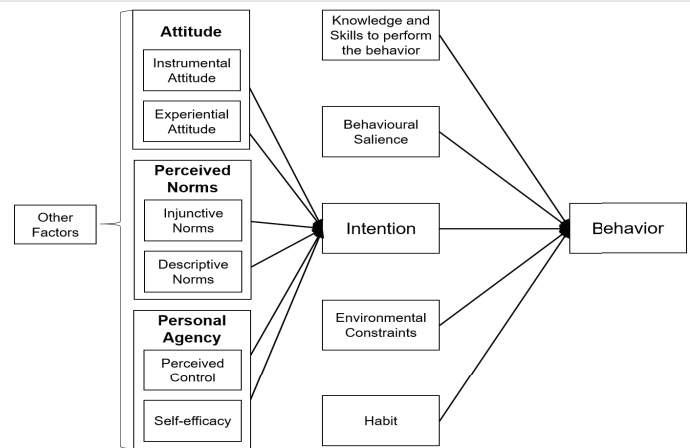 Other
Factors
Attitude
Instrumental
Attitude
Experiential
Attitude
Perceived
Norms
Injunctive
Norms
Descriptive
Norms
Personal
Agency
Perceived
Control
Self-efficacy
Knowledge and
Skills to perform
the behavior
Behavioural
Salience
Intention
Environmental
Constraints
Habit
Behavior